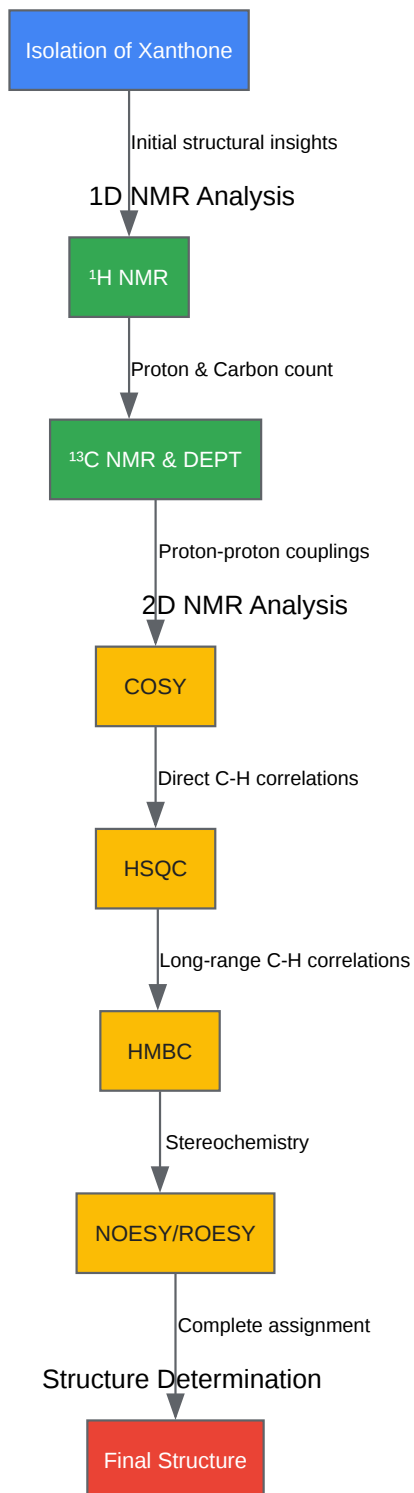 Isolation of Xanthone
Initial structural insights
1D NMR Analysis
¹H NMR
Proton & Carbon count
¹³C NMR & DEPT
Proton-proton couplings
2D NMR Analysis
COSY
Direct C-H correlations
HSQC
Long-range C-H correlations
HMBC
Stereochemistry
NOESY/ROESY
Complete assignment
Structure Determination
Final Structure